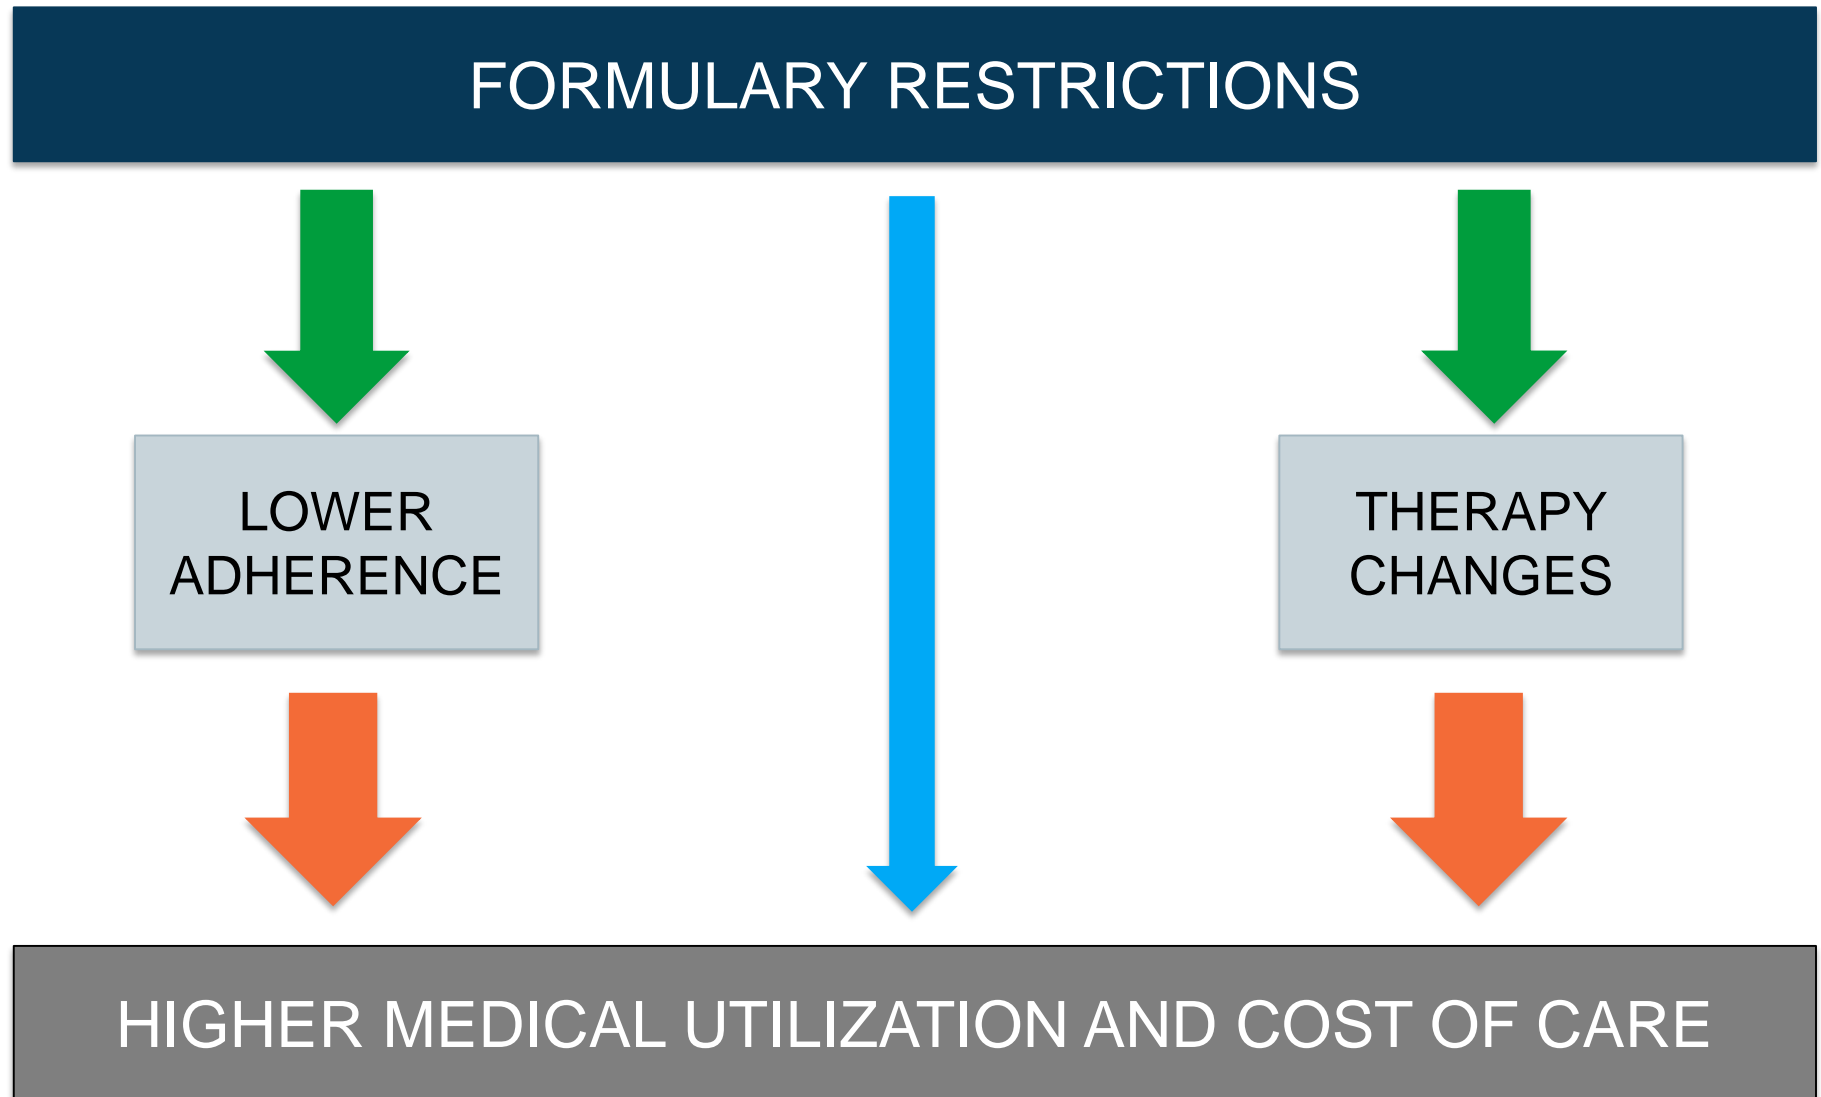 FORMULARY RESTRICTIONS
LOWER
ADHERENCE
THERAPY
CHANGES
HIGHER MEDICAL UTILIZATION AND COST OF CARE